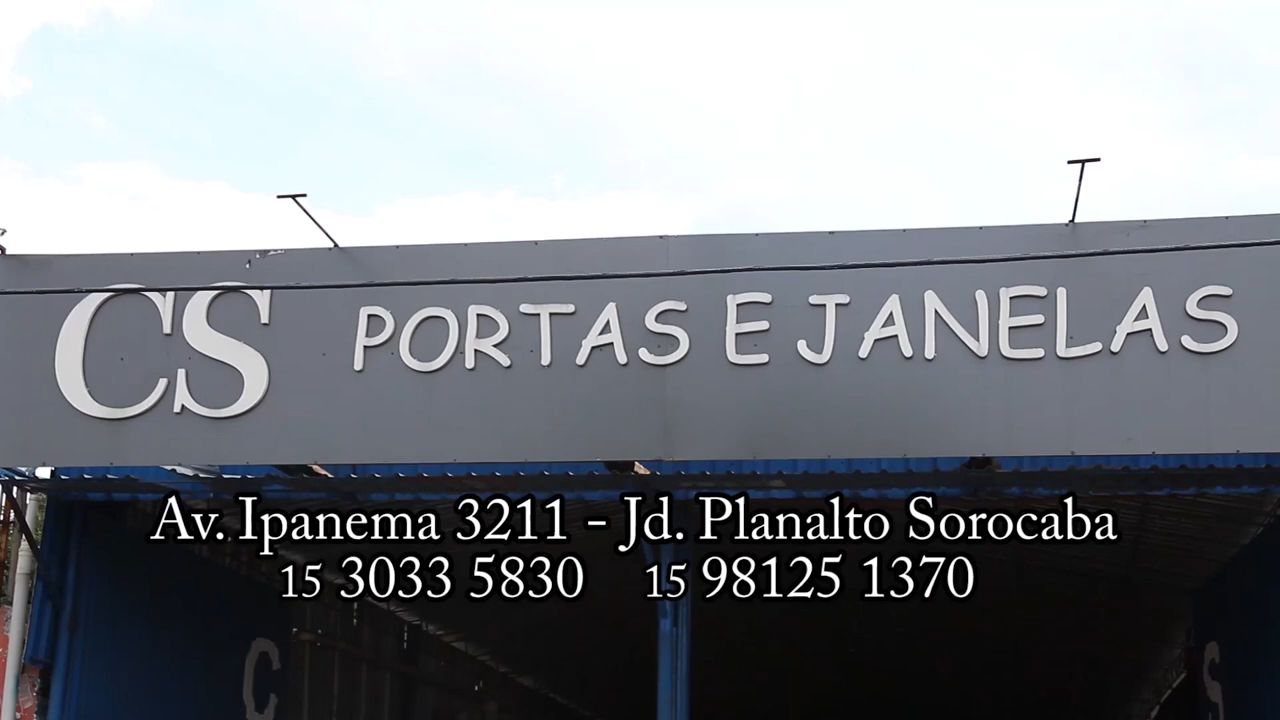 CS PORTAS E JANELAS
Av. Ipanema 3211 - Jd. Planalto Sorocaba
15 3033 5830 15 98125 1370
C
S